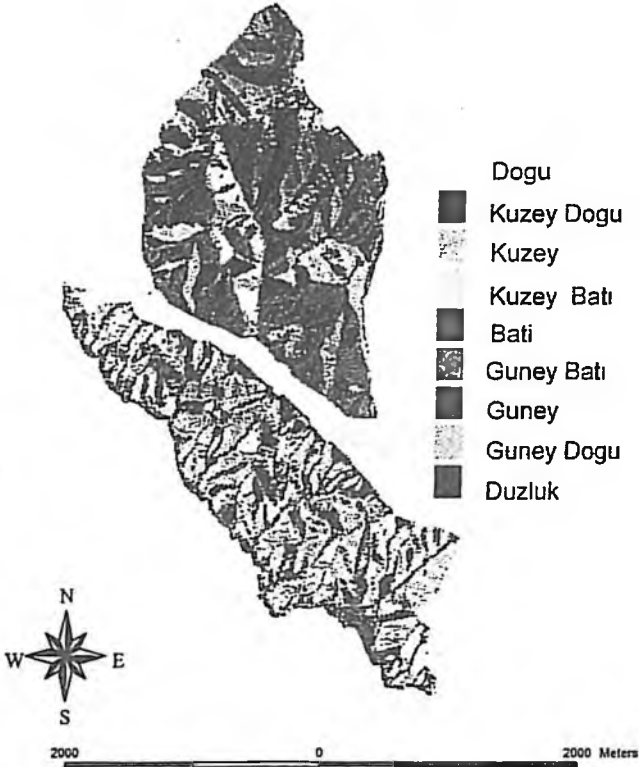 Dogu
Kuzey Dogu
Kuzey
Kuzey Batı
Bati
Guney Batı
Guney
Guney Dogu
Duzluk
N
W E
S
2000 0 2000 Meters